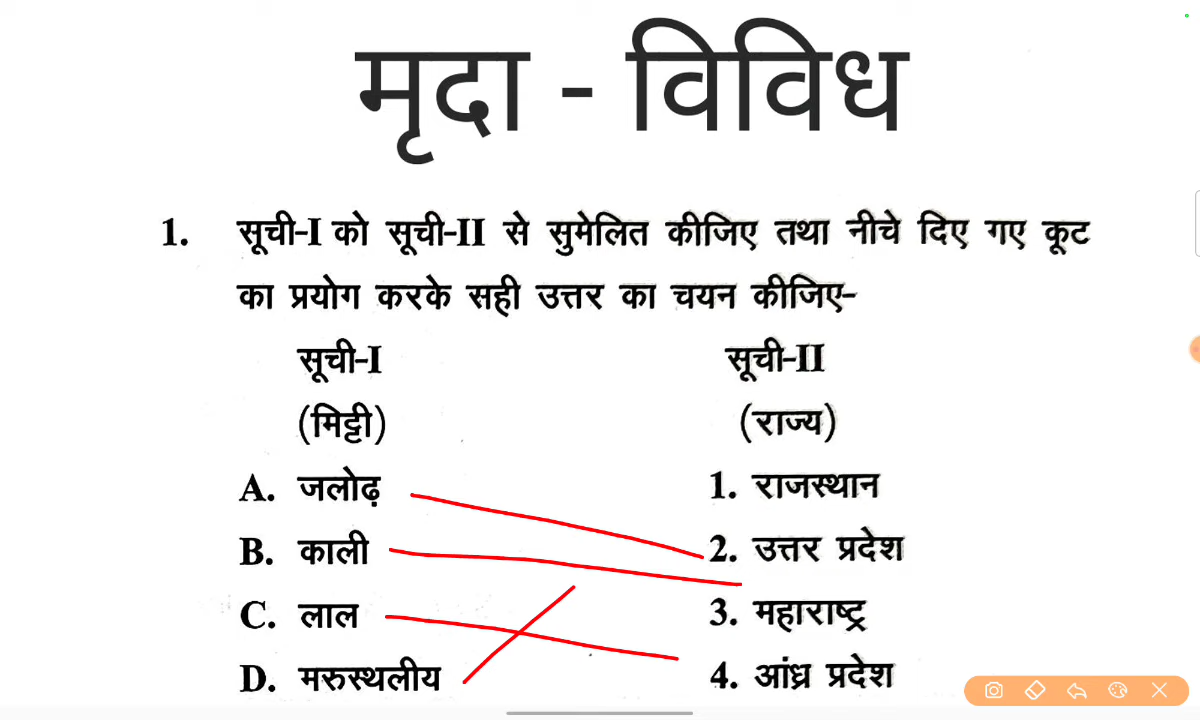 मृदा - विविध
1. सूची-I को सूची-II से सुमेलित कीजिए तथा नीचे दिए गए कूट
का प्रयोग करके सही उत्तर का चयन कीजिए-
सूची-I सूची-II
(मिट्टी) (राज्य)
A. जलोढ़ 1. राजस्थान
B. काली 2. उत्तर प्रदेश
C. लाल 3. महाराष्ट्र
D. मरुस्थलीय 4. आंध्र प्रदेश